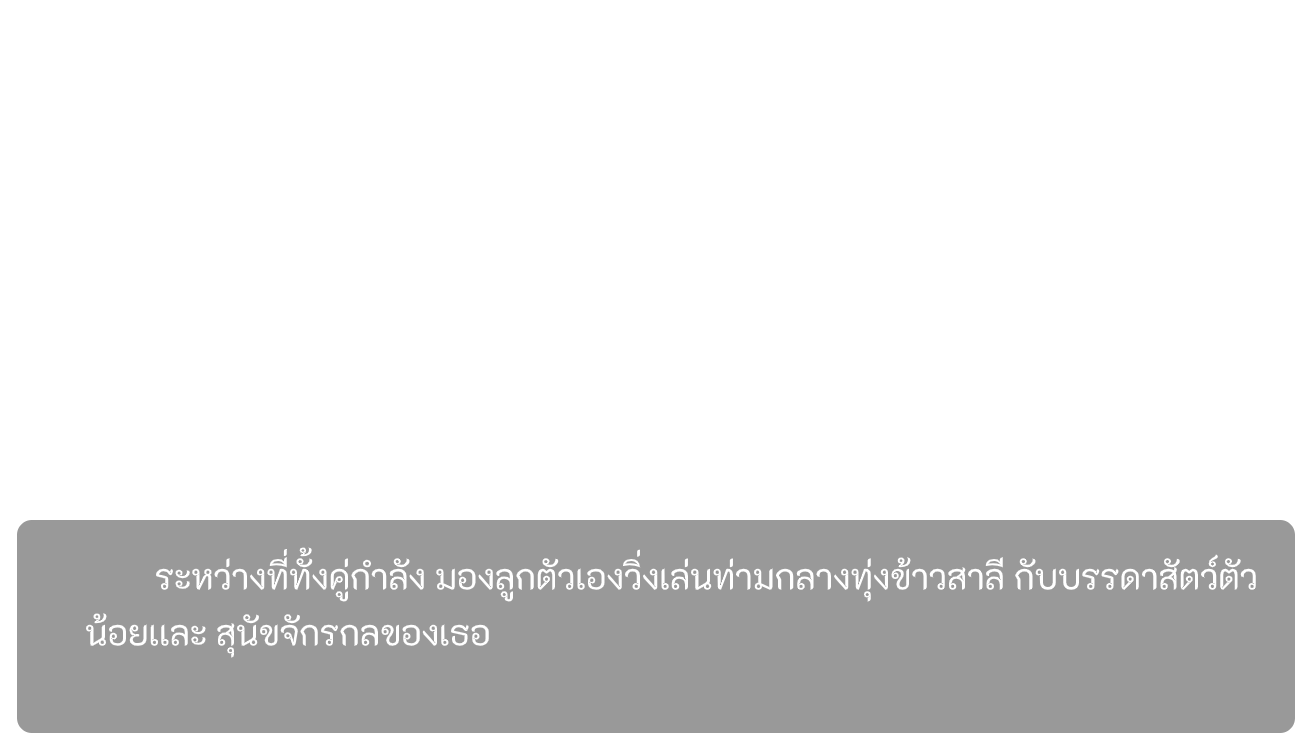 ระหว่างที่ทั้งคู่กำลัง มองลูกตัวเองวิ่งเล่นท่ามกลางทุ่งข้าวสาลี กับบรรดาสัตว์ตัว
น้อยและ สุนัขจักรกลของเธอ